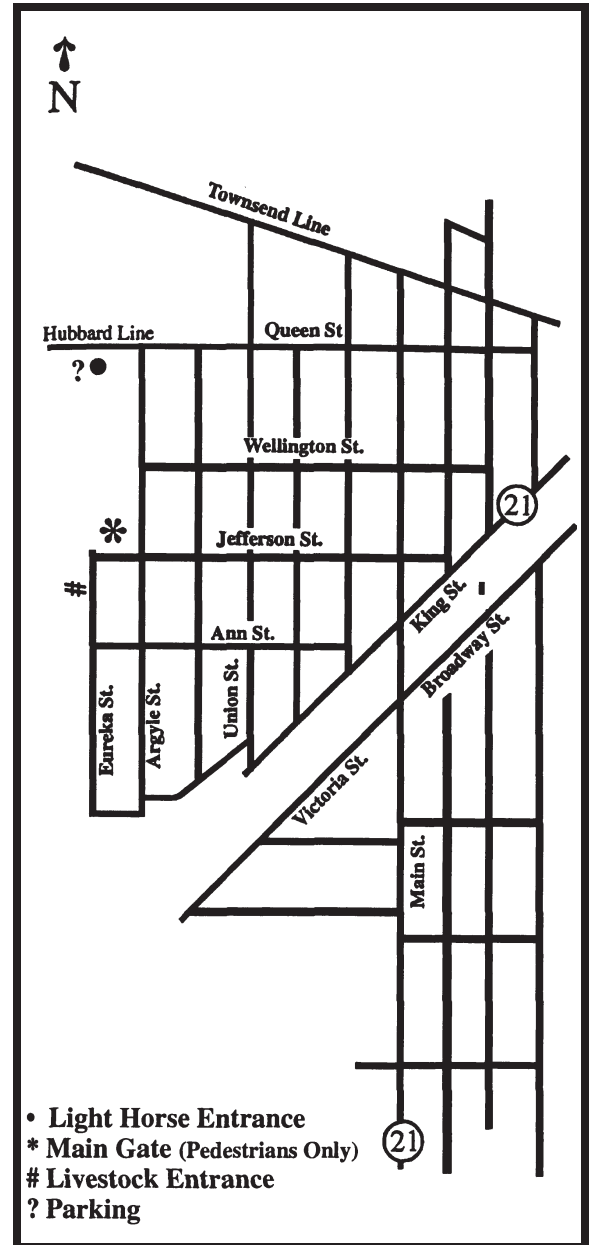 N
Townsend Line
Hubbard Line
Queen St
?
Wellington St.
21
*
Jefferson St.
#
King St.
Ann St.
Broadway St.
Eureka St.
Argyle St.
Union St.
Victoria St.
Main St.
• Light Horse Entrance
* Main Gate (Pedestrians Only)
21
# Livestock Entrance
? Parking